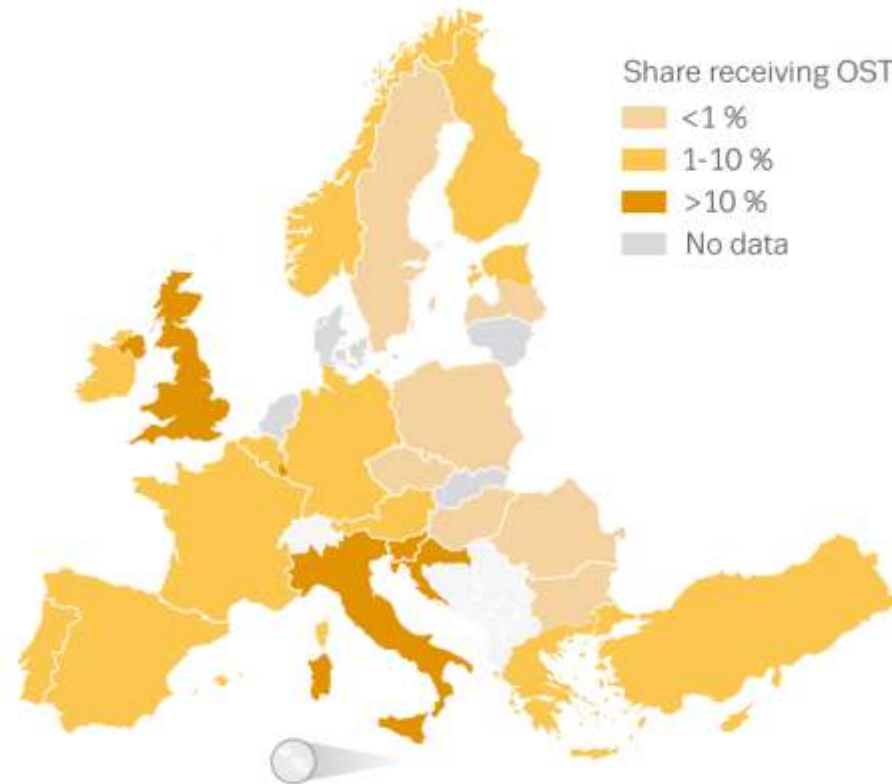 Share receiving OST
<1 %
1-10 %
>10 %
No data